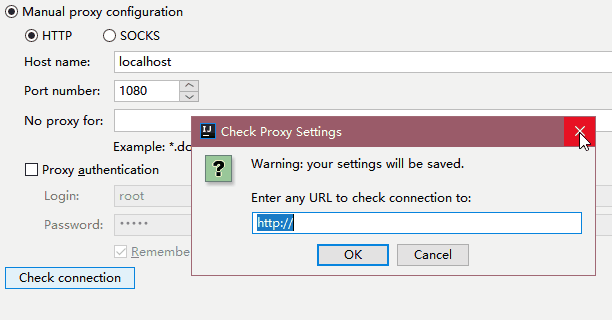 Manual proxy configuration
HTTP SOCKS
Host name: localhost
Port number: 1080
No proxy for:
Example: *.do
Proxy authentication
Login: root
Password: •••••
Remember
Check connection
IJ Check Proxy Settings
Warning: your settings will be saved.
Enter any URL to check connection to:
http://
OK Cancel